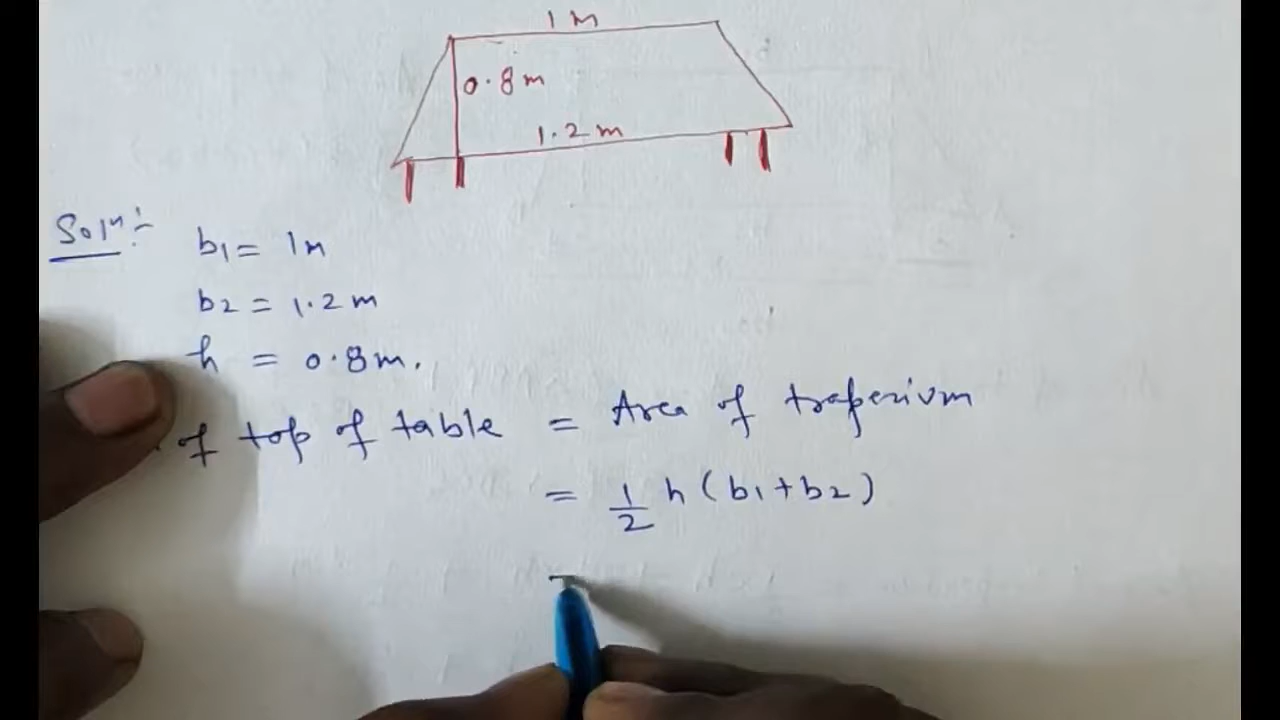 1 m
0.8 m
1.2 m
Solⁿ:-
b1 = 1m
b2 = 1.2 m
h = 0.8m.
of top of table = Area of trapezium
= 1/2 h (b1 + b2)